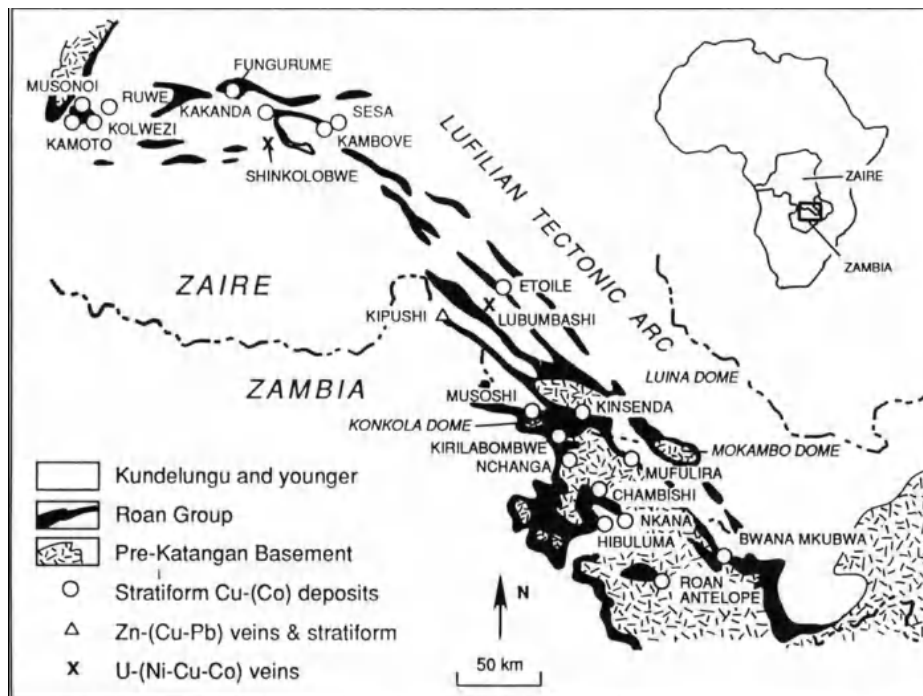 FUNGURUME
MUSONOI
RUWE
KAKANDA
SESA
KOLWEZI
KAMBOVE
KAMOTO
X
SHINKOLOBWE
LUFILIAN TECTONIC ARC
ZAIRE
ZAMBIA
ZAIRE
ETOILE
X
KIPUSHI
LUBUMBASHI
ZAMBIA
LUINA DOME
MUSOSHI
KINSENDA
KONKOLA DOME
KIRILABOMBWE
MOKAMBO DOME
NCHANGA
MUFULIRA
CHAMBISHI
NKANA
BWANA MKUBWA
HIBULUMA
ROAN
ANTELOPE
Kundelungu and younger
Roan Group
Pre-Katangan Basement
Stratiform Cu-(Co) deposits
Zn-(Cu-Pb) veins & stratiform
X U-(Ni-Cu-Co) veins
N
50 km